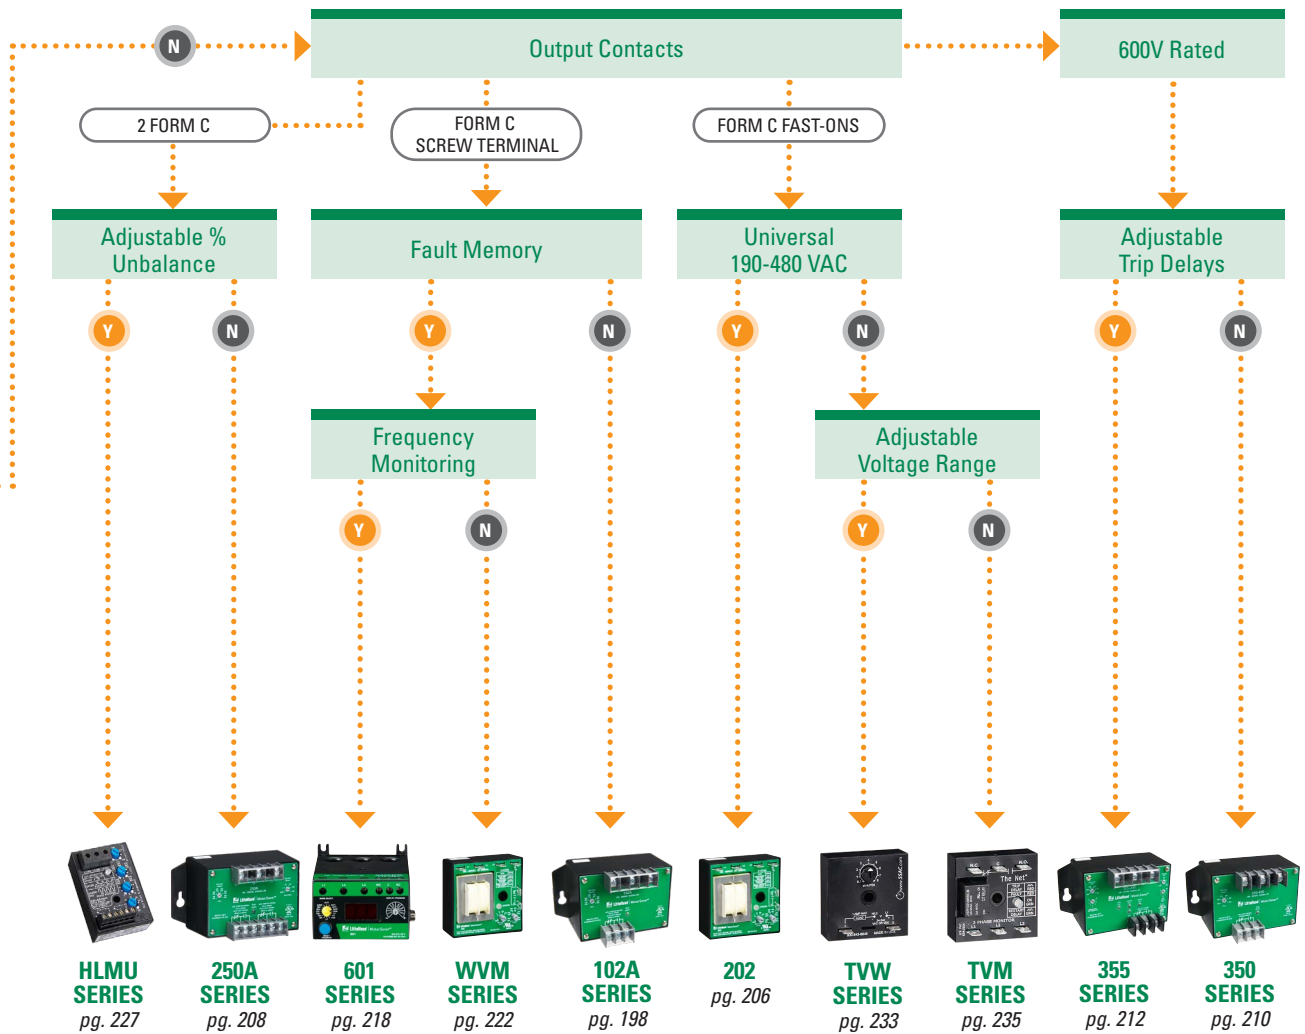 N
Output Contacts
600V Rated
2 FORM C
FORM C
SCREW TERMINAL
FORM C FAST-ONS
Adjustable %
Unbalance
Fault Memory
Universal
190-480 VAC
Adjustable
Trip Delays
Y
N
Y
N
Y
N
Y
N
Frequency
Monitoring
Adjustable
Voltage Range
Y
N
Y
N
The Net
HLMU
SERIES
pg. 227
250A
SERIES
pg. 208
601
SERIES
pg. 218
WVM
SERIES
pg. 222
102A
SERIES
pg. 198
202
pg. 206
TVW
SERIES
pg. 233
TVM
SERIES
pg. 235
355
SERIES
pg. 212
350
SERIES
pg. 210